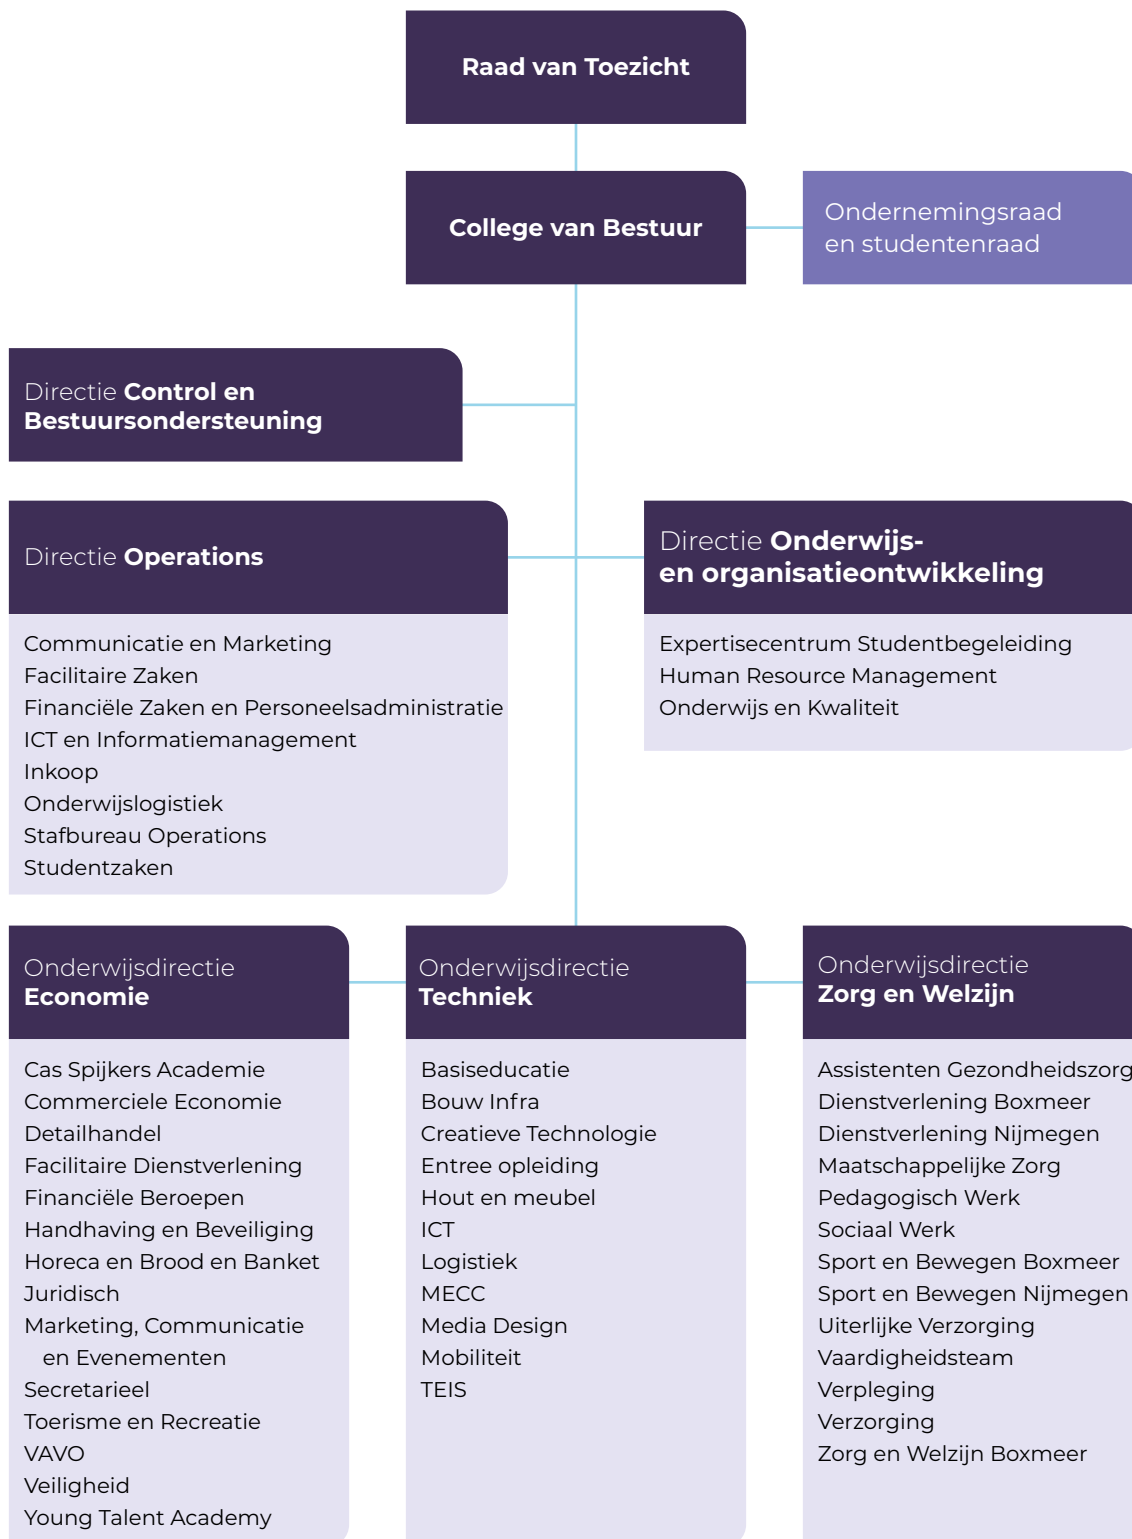 Raad van Toezicht
College van Bestuur
Ondernemingsraad
en studentenraad
Directie Control en
Bestuursondersteuning
Directie Operations
Communicatie en Marketing
Facilitaire Zaken
Financiële Zaken en Personeelsadministratie
ICT en Informatiemanagement
Inkoop
Onderwijslogistiek
Stafbureau Operations
Studentzaken
Directie Onderwijs-
en organisatieontwikkeling
Expertisecentrum Studentbegeleiding
Human Resource Management
Onderwijs en Kwaliteit
Onderwijsdirectie
Economie
Cas Spijkers Academie
Commerciele Economie
Detailhandel
Facilitaire Dienstverlening
Financiële Beroepen
Handhaving en Beveiliging
Horeca en Brood en Banket
Juridisch
Marketing, Communicatie
en Evenementen
Secretarieel
Toerisme en Recreatie
VAVO
Veiligheid
Young Talent Academy
Onderwijsdirectie
Techniek
Basiseducatie
Bouw Infra
Creatieve Technologie
Entree opleiding
Hout en meubel
ICT
Logistiek
MECC
Media Design
Mobiliteit
TEIS
Onderwijsdirectie
Zorg en Welzijn
Assistenten Gezondheidszorg
Dienstverlening Boxmeer
Dienstverlening Nijmegen
Maatschappelijke Zorg
Pedagogisch Werk
Sociaal Werk
Sport en Bewegen Boxmeer
Sport en Bewegen Nijmegen
Uiterlijke Verzorging
Vaardigheidsteam
Verpleging
Verzorging
Zorg en Welzijn Boxmeer